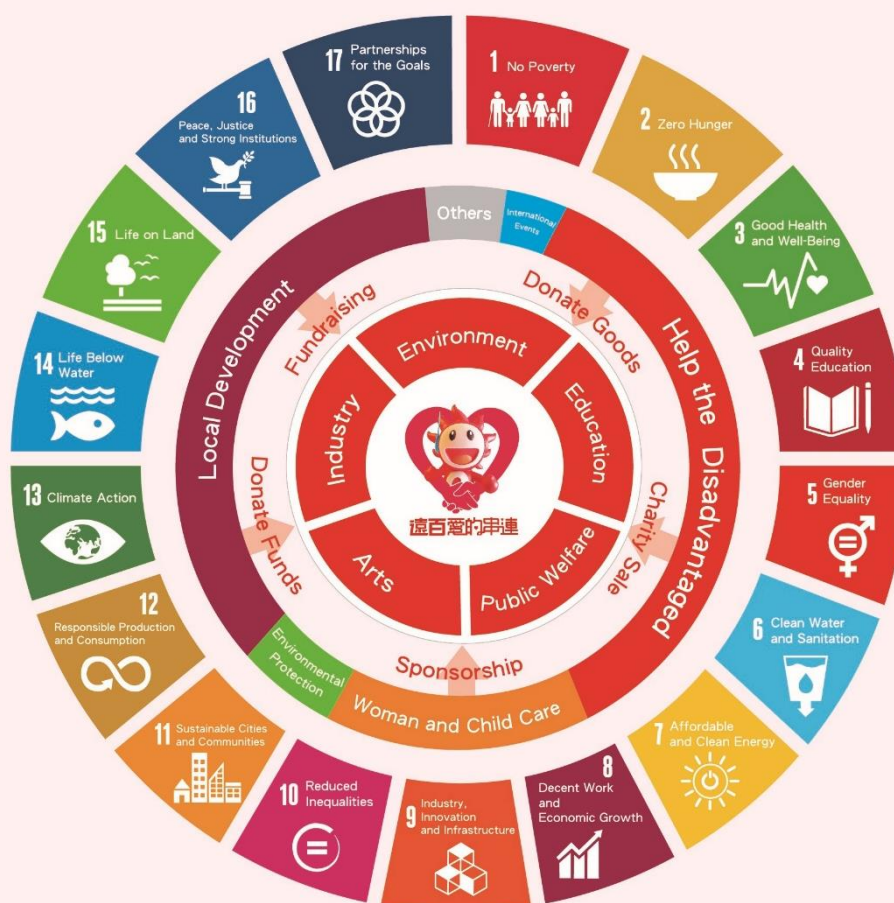 1 No Poverty
2 Zero Hunger
3 Good Health
and Well-Being
4 Quality
Education
5 Gender
Equality
6 Clean Water
and Sanitation
7 Affordable
and Clean Energy
8
Decent Work
and
Economic Growth
9 Industry,
Innovation
and Infrastructure
10 Reduced
Inequalities
11 Sustainable Cities
and Communities
12
Responsible Production
and Consumption
13 Climate Action
14 Life Below
Water
15 Life on Land
16
Peace, Justice
and Strong Institutions
17 Partnerships
for the Goals
Others
International
Events
Help the Disadvantaged
Woman and Child Care
Environmental
Protection
Local Development
Fundraising
Donate Goods
Charity Sale
Sponsorship
Donate Funds
Environment
Education
Public Welfare
Arts
Industry
遠百愛的串連